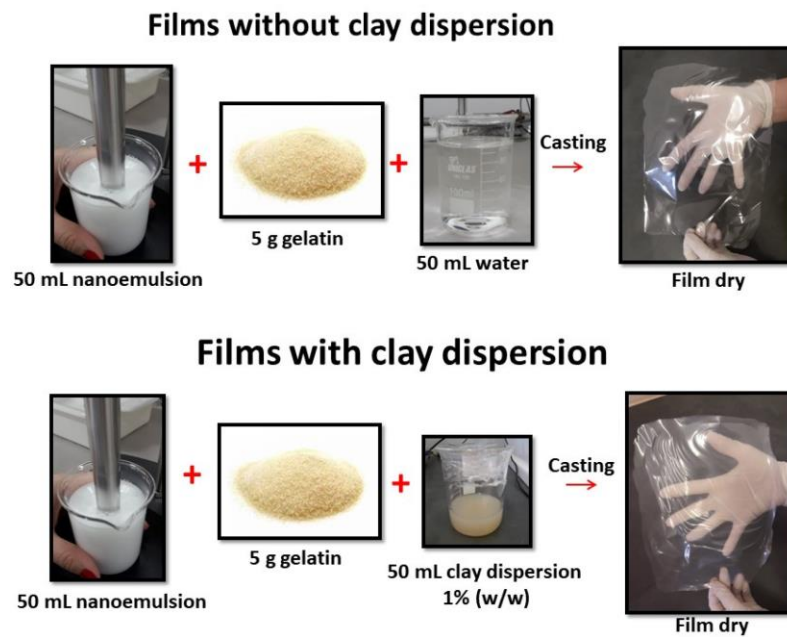 Films without clay dispersion
Casting
5 g gelatin
50 mL nanoemulsion
50 mL water
Film dry
Films with clay dispersion
Casting
5 g gelatin
50 mL nanoemulsion
50 mL clay dispersion
1% (w/w)
Film dry